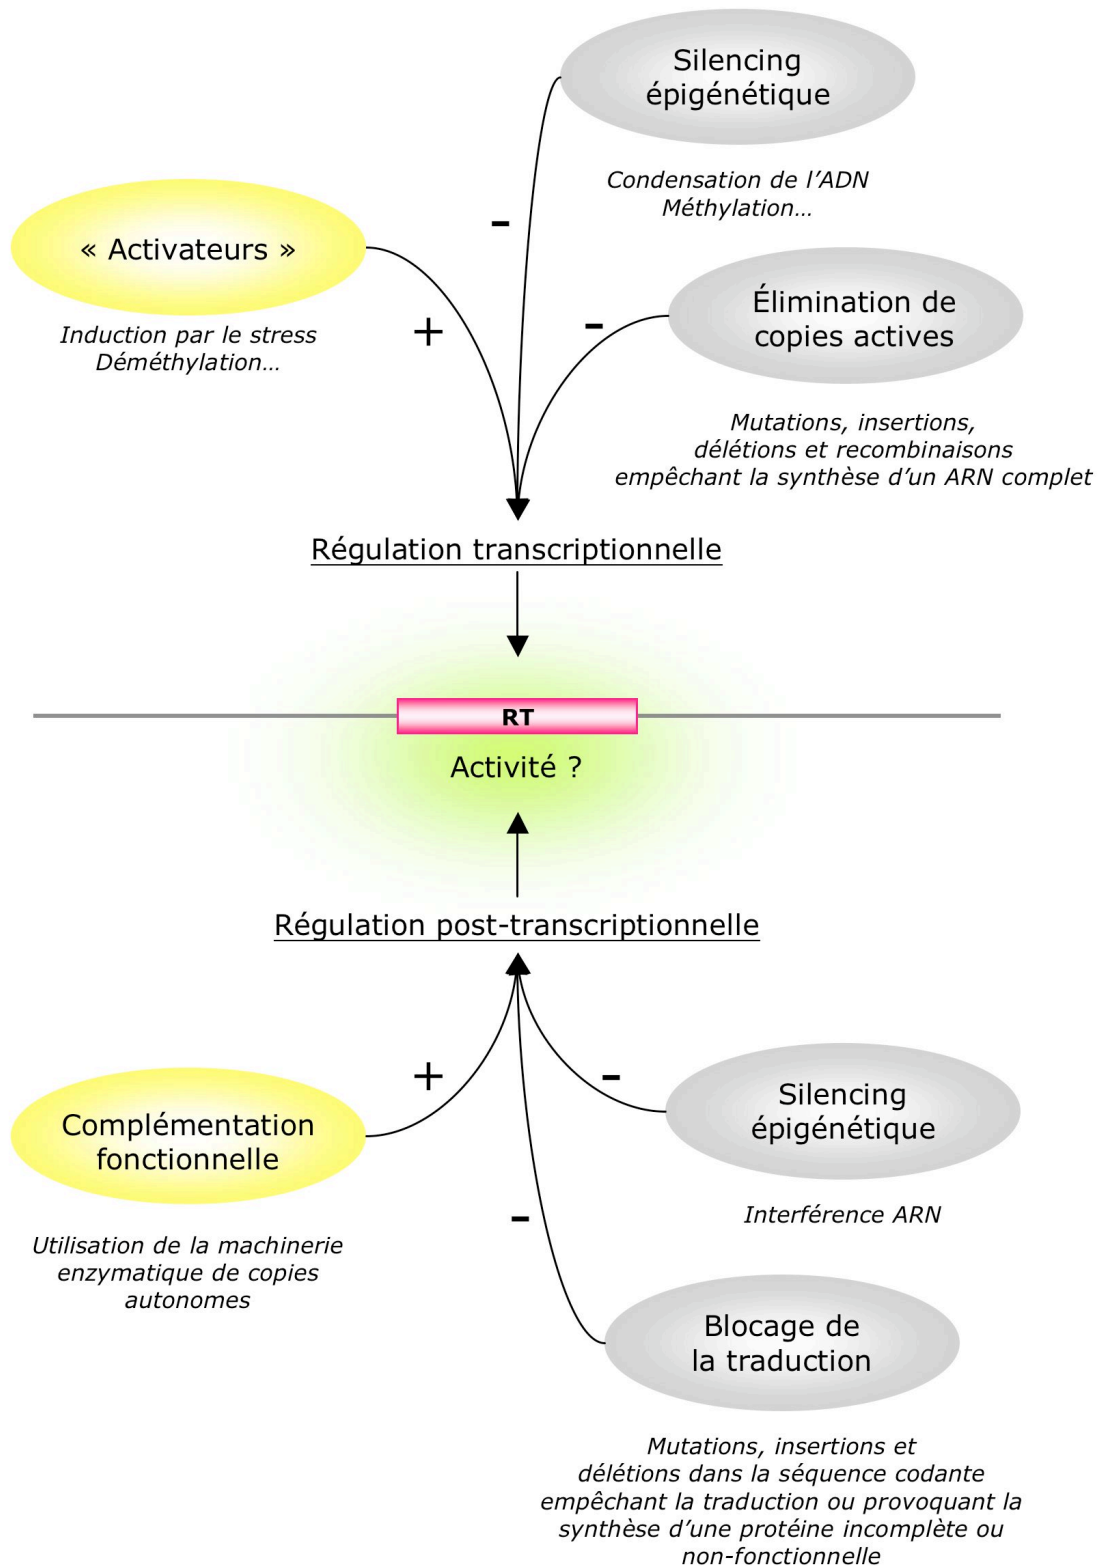 Silencing
épigénétique
Condensation de l'ADN
Méthylation...
-
« Activateurs »
Induction par le stress
Déméthylation...
+
-
Élimination de
copies actives
Mutations, insertions,
délétions et recombinaisons
empêchant la synthèse d'un ARN complet
Régulation transcriptionnelle
RT
Activité ?
Régulation post-transcriptionnelle
+
-
Complémentation
fonctionnelle
Utilisation de la machinerie
enzymatique de copies
autonomes
Silencing
épigénétique
Interférence ARN
-
Blocage de
la traduction
Mutations, insertions et
délétions dans la séquence codante
empêchant la traduction ou provoquant la
synthèse d'une protéine incomplète ou
non-fonctionnelle